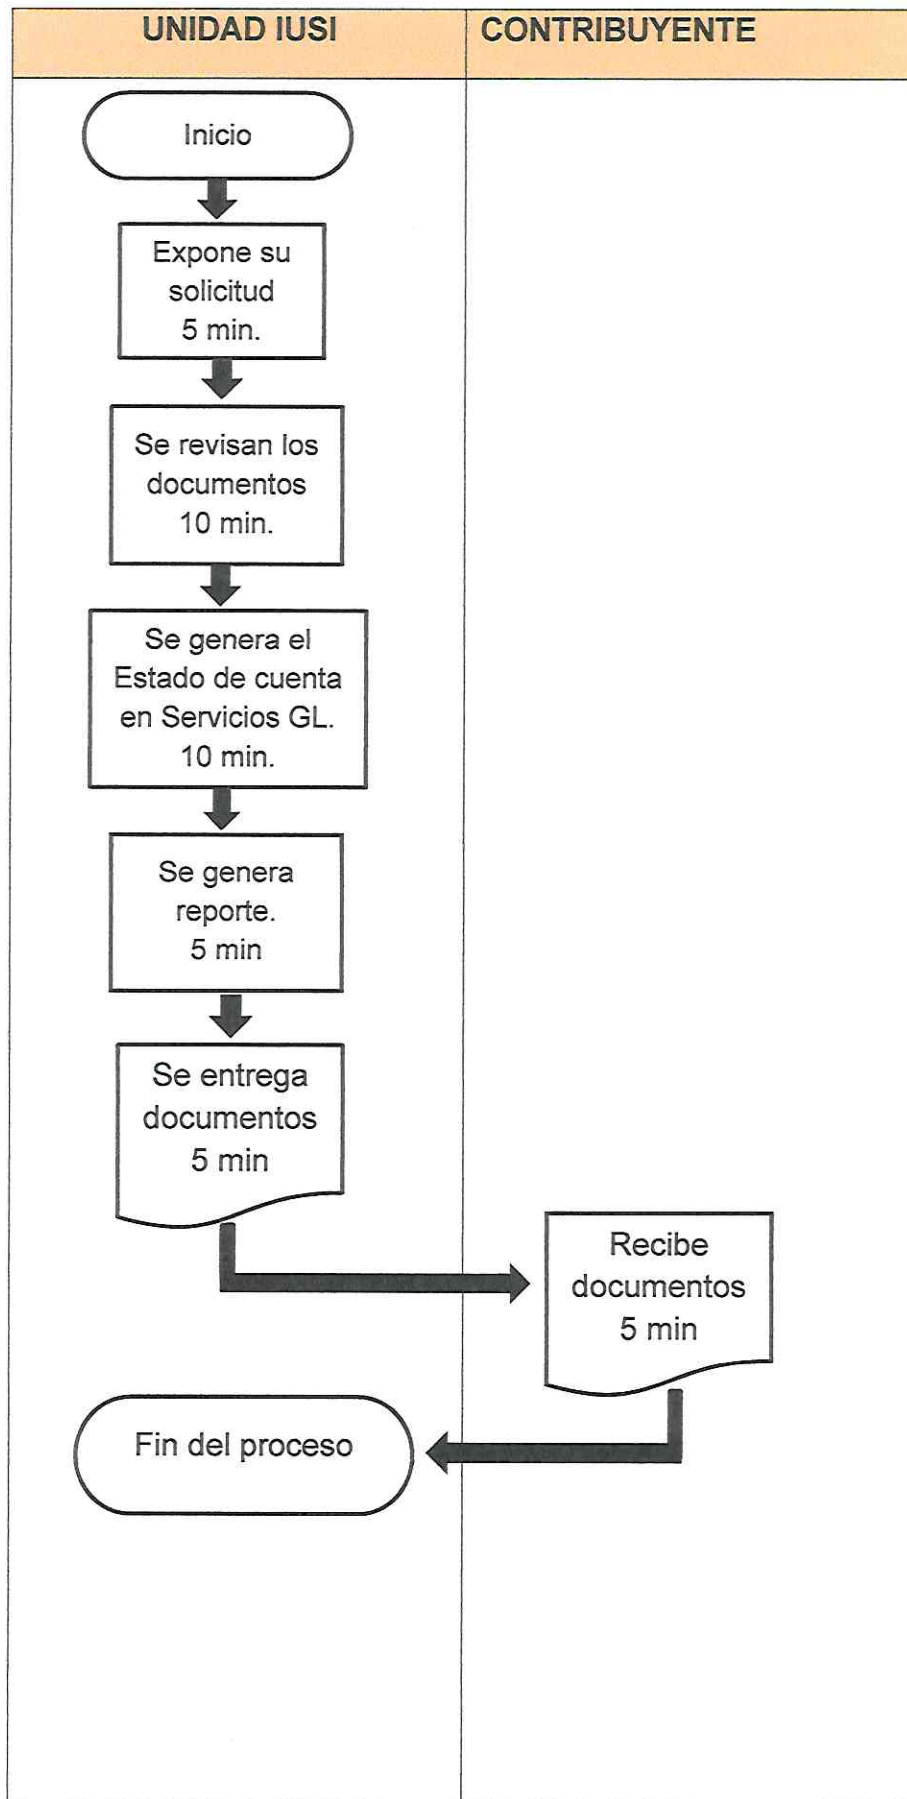 UNIDAD IUSI
CONTRIBUYENTE
Inicio
Expone su
solicitud
5 min.
Se revisan los
documentos
10 min.
Se genera el
Estado de cuenta
en Servicios GL.
10 min.
Se genera
reporte.
5 min
Se entrega
documentos
5 min
Recibe
documentos
5 min
Fin del proceso